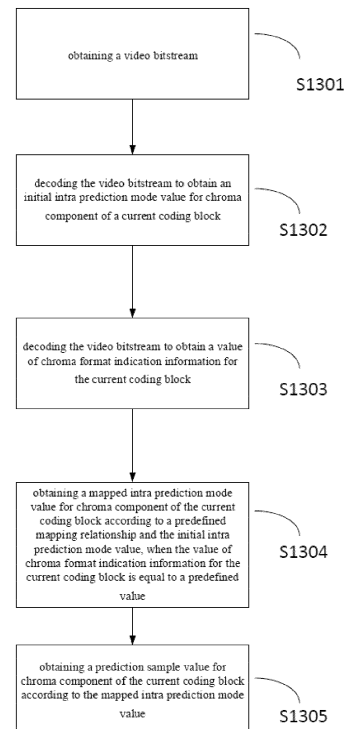 obtaining a video bitstream
S1301
decoding the video bitstream to obtain an
initial intra prediction mode value for chroma
component of a current coding block
S1302
decoding the video bitstream to obtain a value
of chroma format indication information for
the current coding block
S1303
obtaining a mapped intra prediction mode
value for chroma component of the current
coding block according to a predefined
mapping relationship and the initial intra
prediction mode value, when the value of
chroma format indication information for the
current coding block is equal to a predefined
value
S1304
obtaining a prediction sample value for
chroma component of the current coding block
according to the mapped intra prediction mode
value
S1305